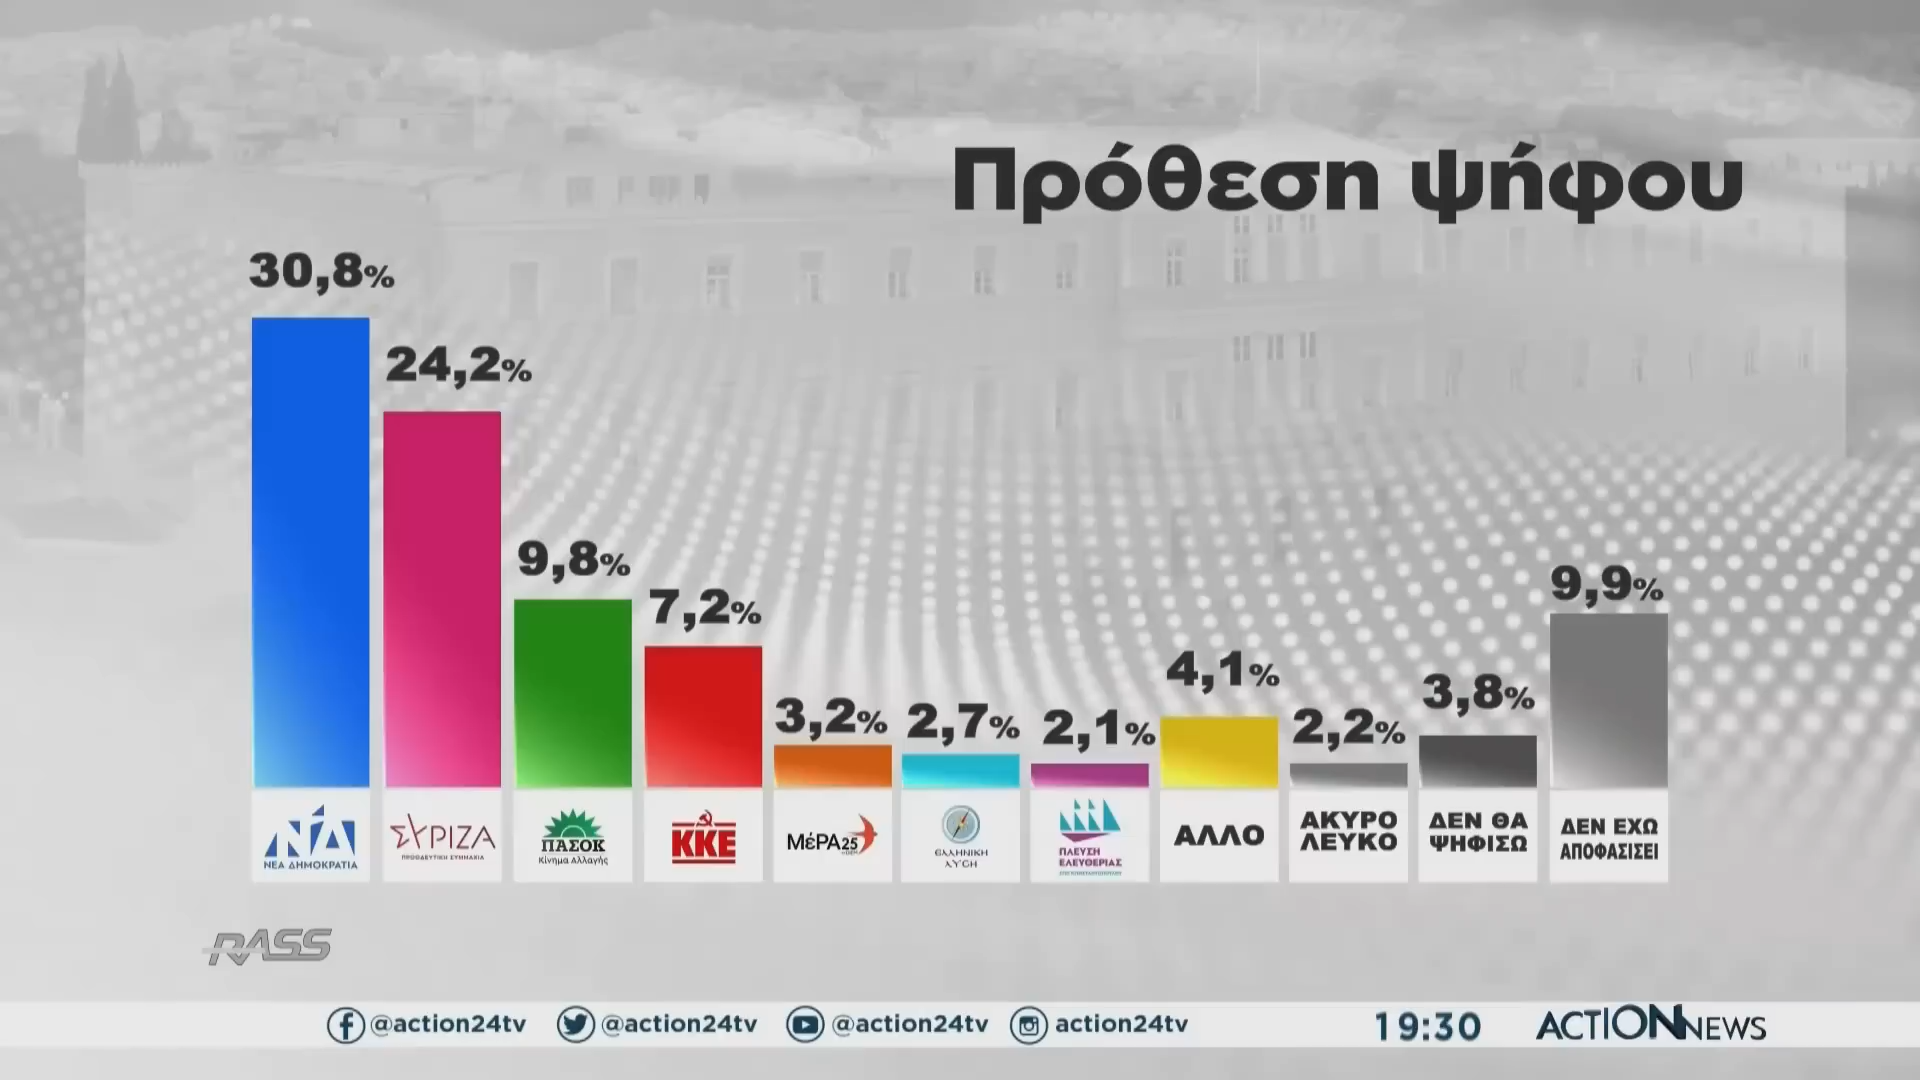 Πρόθεση ψήφου
30,8%
24,2%
9,8%
7,2%
3,2%
2,7%
2,1%
4,1%
2,2%
3,8%
9,9%
ΝΔ
ΝΕΑ ΔΗΜΟΚΡΑΤΙΑ
ΣΥΡΙΖΑ
ΠΡΟΟΔΕΥΤΙΚΗ ΣΥΜΜΑΧΙΑ
ΠΑΣΟΚ
Κίνημα Αλλαγής
ΚΚΕ
ΜέΡΑ25
ΕΛΛΗΝΙΚΗ
ΛΥΣΗ
ΠΛΕΥΣΗ
ΕΛΕΥΘΕΡΙΑΣ
ΑΛΛΟ
ΑΚΥΡΟ
ΛΕΥΚΟ
ΔΕΝ ΘΑ
ΨΗΦΙΣΩ
ΔΕΝ ΕΧΩ
ΑΠΟΦΑΣΙΣΕΙ
RASS
@action24tv @action24tv @action24tv action24tv 19:30 ACTION NEWS